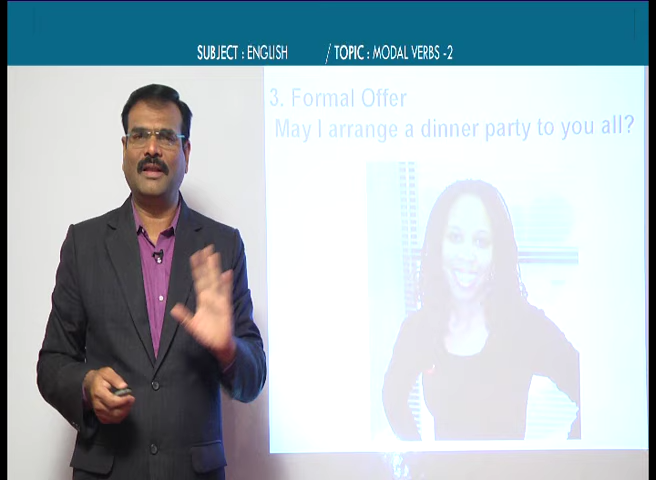 SUBJECT : ENGLISH / TOPIC : MODAL VERBS -2
3. Formal Offer
May I arrange a dinner party to you all?